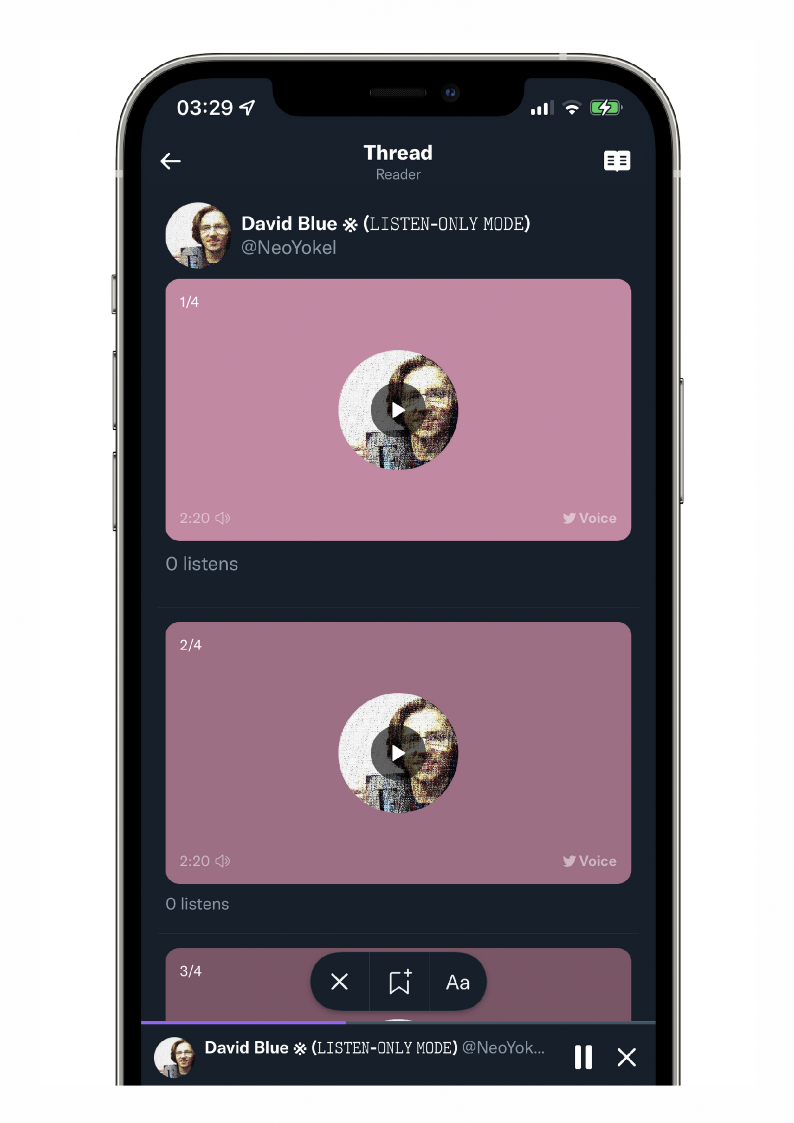 03:29
Thread
Reader
David Blue ※ (𝙻𝙸𝚂𝚃𝙴𝙽-𝙾𝙽𝙻𝚈 𝙼𝙾𝙳𝙴)
@NeoYokel
1/4
2:20
Voice
0 listens
2/4
2:20
Voice
0 listens
3/4
Aa
David Blue ※ (𝙻𝙸𝚂𝚃𝙴𝙽-𝙾𝙽𝙻𝚈 𝙼𝙾𝙳𝙴) @NeoYok...